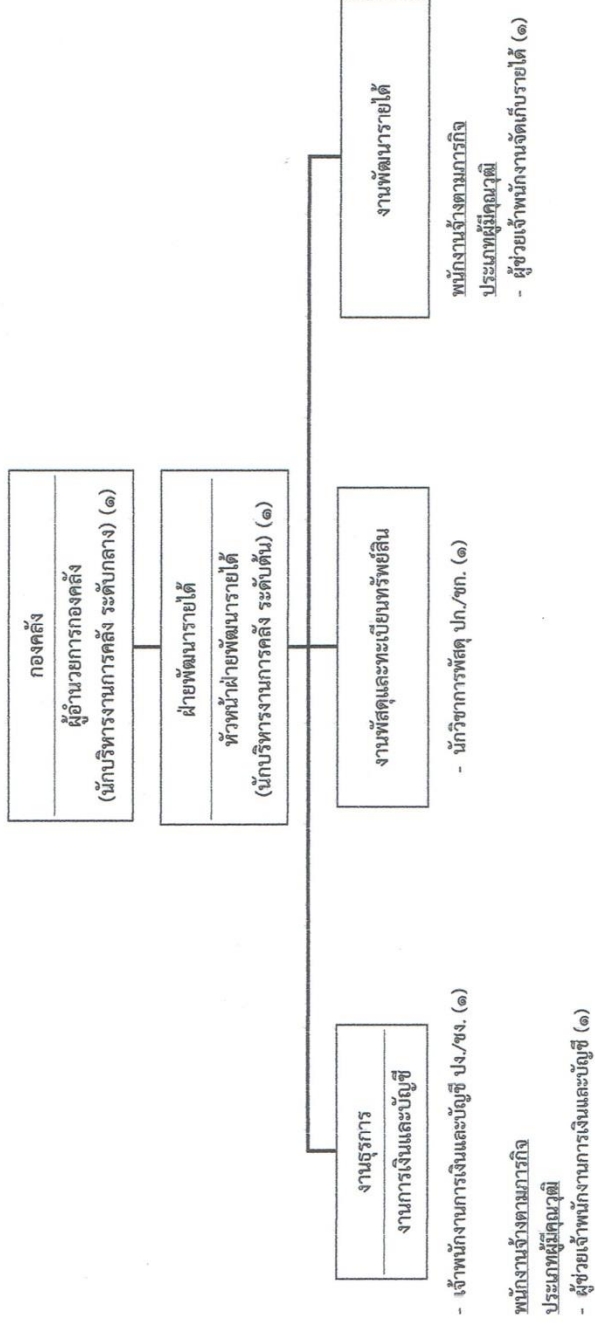 กองคลัง
ผู้อำนวยการกองคลัง
(นักบริหารงานการคลัง ระดับกลาง) (๑)
ฝ่ายพัฒนารายได้
หัวหน้าฝ่ายพัฒนารายได้
(นักบริหารงานการคลัง ระดับต้น) (๑)
งานธุรการ
งานการเงินและบัญชี
- เจ้าพนักงานการเงินและบัญชี ปง./ชง. (๑)
พนักงานจ้างตามภารกิจ
ประเภทผู้มีคุณวุฒิ
- ผู้ช่วยเจ้าพนักงานการเงินและบัญชี (๑)
งานพัสดุและทะเบียนทรัพย์สิน
- นักวิชาการพัสดุ ปก./ชก. (๑)
งานพัฒนารายได้
พนักงานจ้างตามภารกิจ
ประเภทผู้มีคุณวุฒิ
- ผู้ช่วยเจ้าพนักงานจัดเก็บรายได้ (๑)